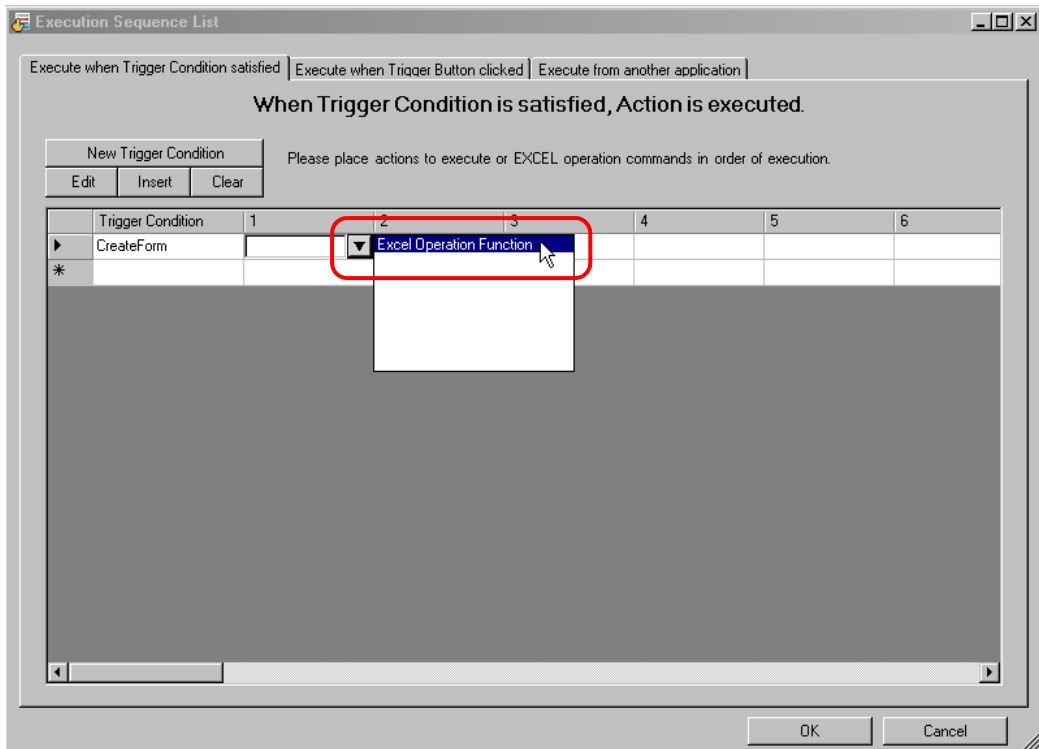 Execution Sequence List
Execute when Trigger Condition satisfied Execute when Trigger Button clicked Execute from another application
When Trigger Condition is satisfied, Action is executed.
New Trigger Condition
Please place actions to execute or EXCEL operation commands in order of execution.
Edit Insert Clear
Trigger Condition 1 2 3 4 5 6
CreateForm Excel Operation Function
OK Cancel